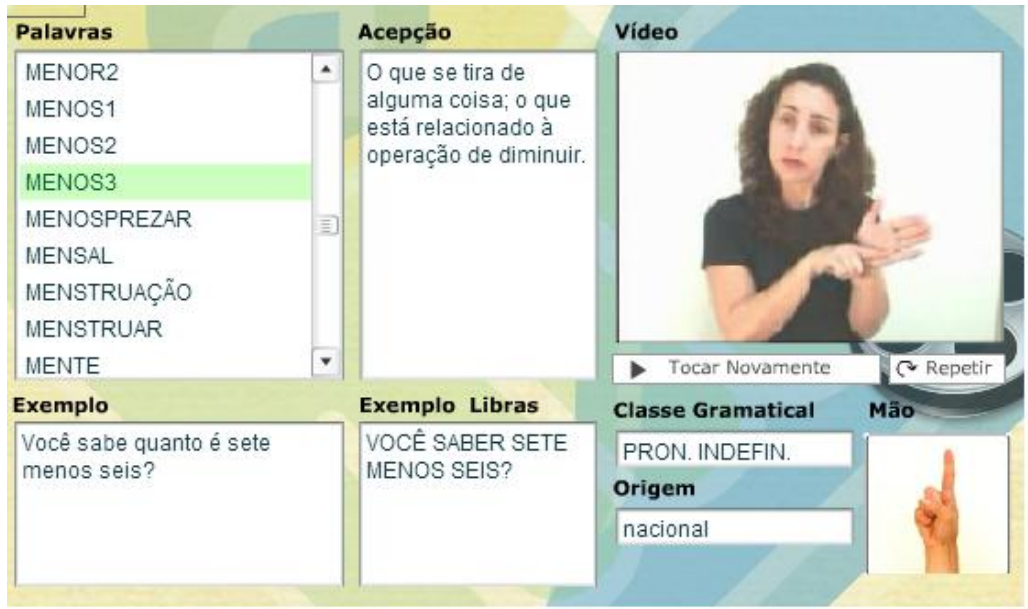 Palavras
MENOR2
MENOS1
MENOS2
MENOS3
MENOSPREZAR
MENSAL
MENSTRUAÇÃO
MENSTRUAR
MENTE
Acepção
O que se tira de
alguma coisa; o que
está relacionado à
operação de diminuir.
Vídeo
Tocar Novamente
Repetir
Exemplo
Você sabe quanto é sete
menos seis?
Exemplo Libras
VOCÊ SABER SETE
MENOS SEIS?
Classe Gramatical
PRON. INDEFIN.
Origem
nacional
Mão